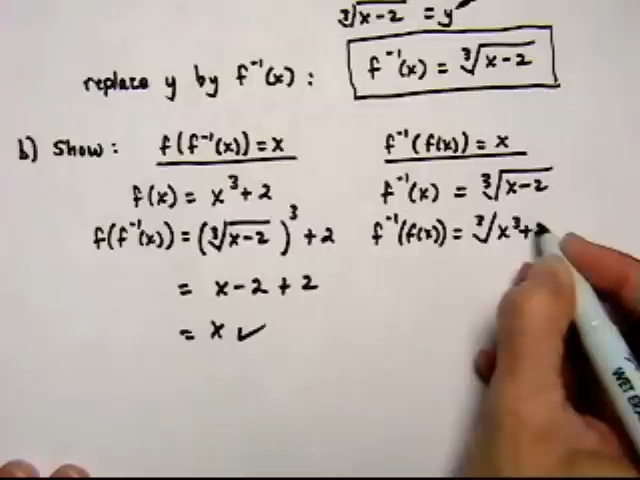 ∛x-2 = y
replace y by f⁻¹(x) : f⁻¹(x) = ∛x-2
b) Show: f(f⁻¹(x)) = x f⁻¹(f(x)) = x
f(x) = x³+2 f⁻¹(x) = ∛x-2
f(f⁻¹(x)) = (∛x-2)³ + 2 f⁻¹(f(x)) = ∛x³+
= x-2+2
= x ✓
WET